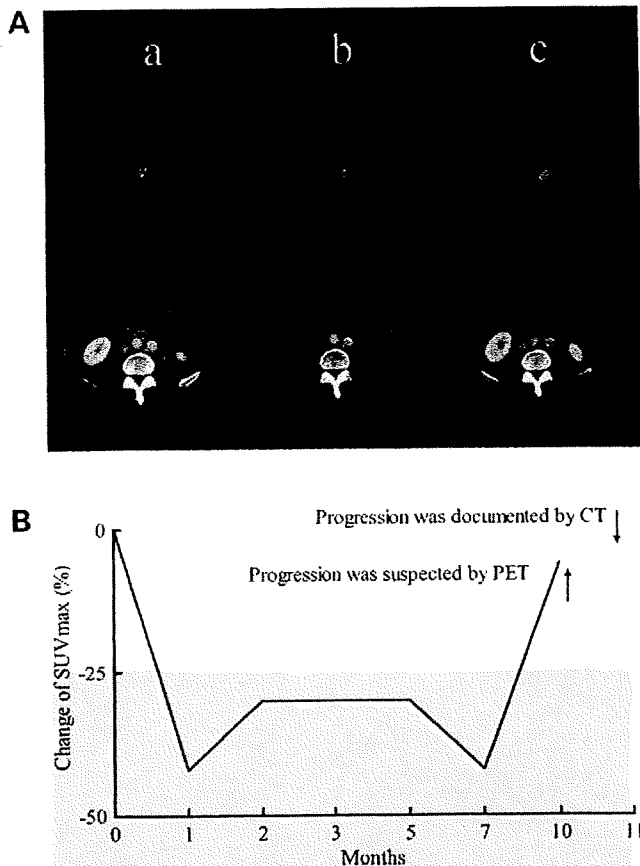 A
a b c
B
Progression was documented by CT
Progression was suspected by PET
Change of SUVmax (%)
0
-25
-50
0 1 2 3 5 7 10 11
Months